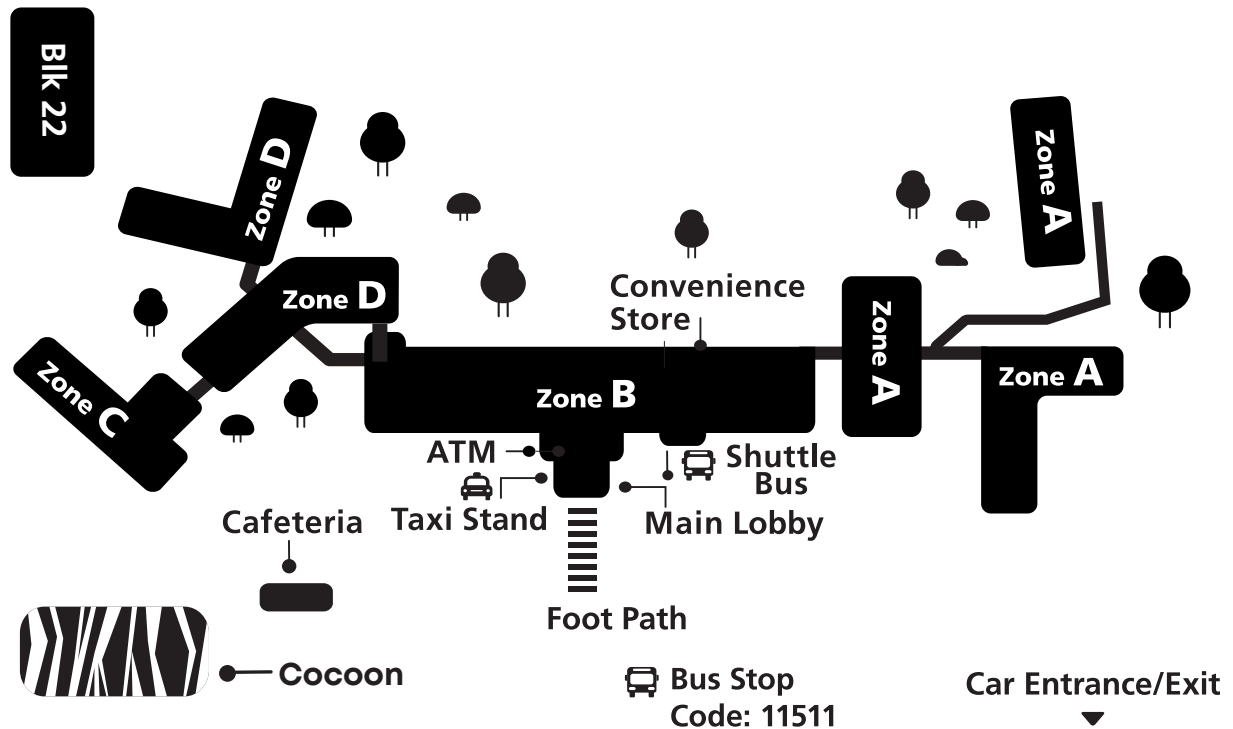 Blk 22
Zone D
Zone A
Convenience
Store
Zone D
Zone A
Zone A
Zone C
Zone B
ATM
Shuttle
Bus
Taxi Stand
Main Lobby
Cafeteria
Foot Path
Cocoon
Bus Stop
Code: 11511
Car Entrance/Exit